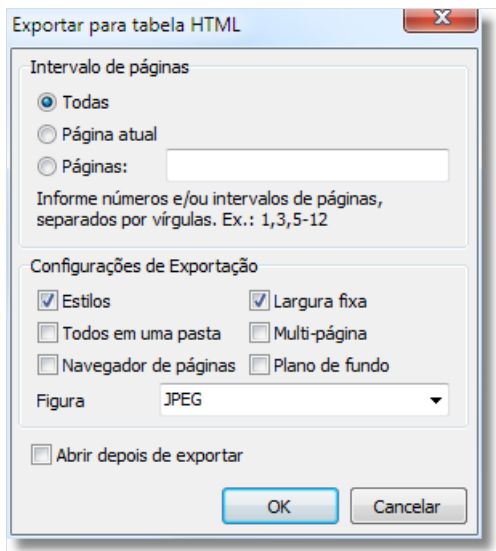 Exportar para tabela HTML
Intervalo de páginas
Todas
Página atual
Páginas:
Informe números e/ou intervalos de páginas,
separados por vírgulas. Ex.: 1,3,5-12
Configurações de Exportação
Estilos Largura fixa
Todos em uma pasta Multi-página
Navegador de páginas Plano de fundo
Figura JPEG
Abrir depois de exportar
OK Cancelar